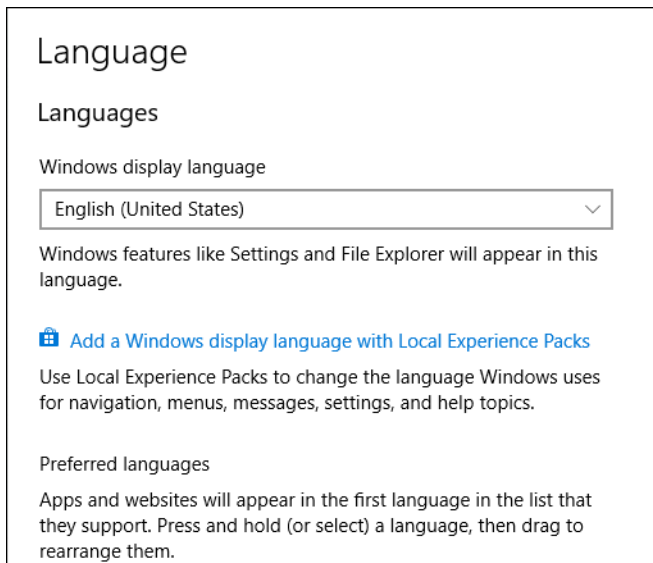 Language
Languages
Windows display language
English (United States)
Windows features like Settings and File Explorer will appear in this
language.
Add a Windows display language with Local Experience Packs
Use Local Experience Packs to change the language Windows uses
for navigation, menus, messages, settings, and help topics.
Preferred languages
Apps and websites will appear in the first language in the list that
they support. Press and hold (or select) a language, then drag to
rearrange them.